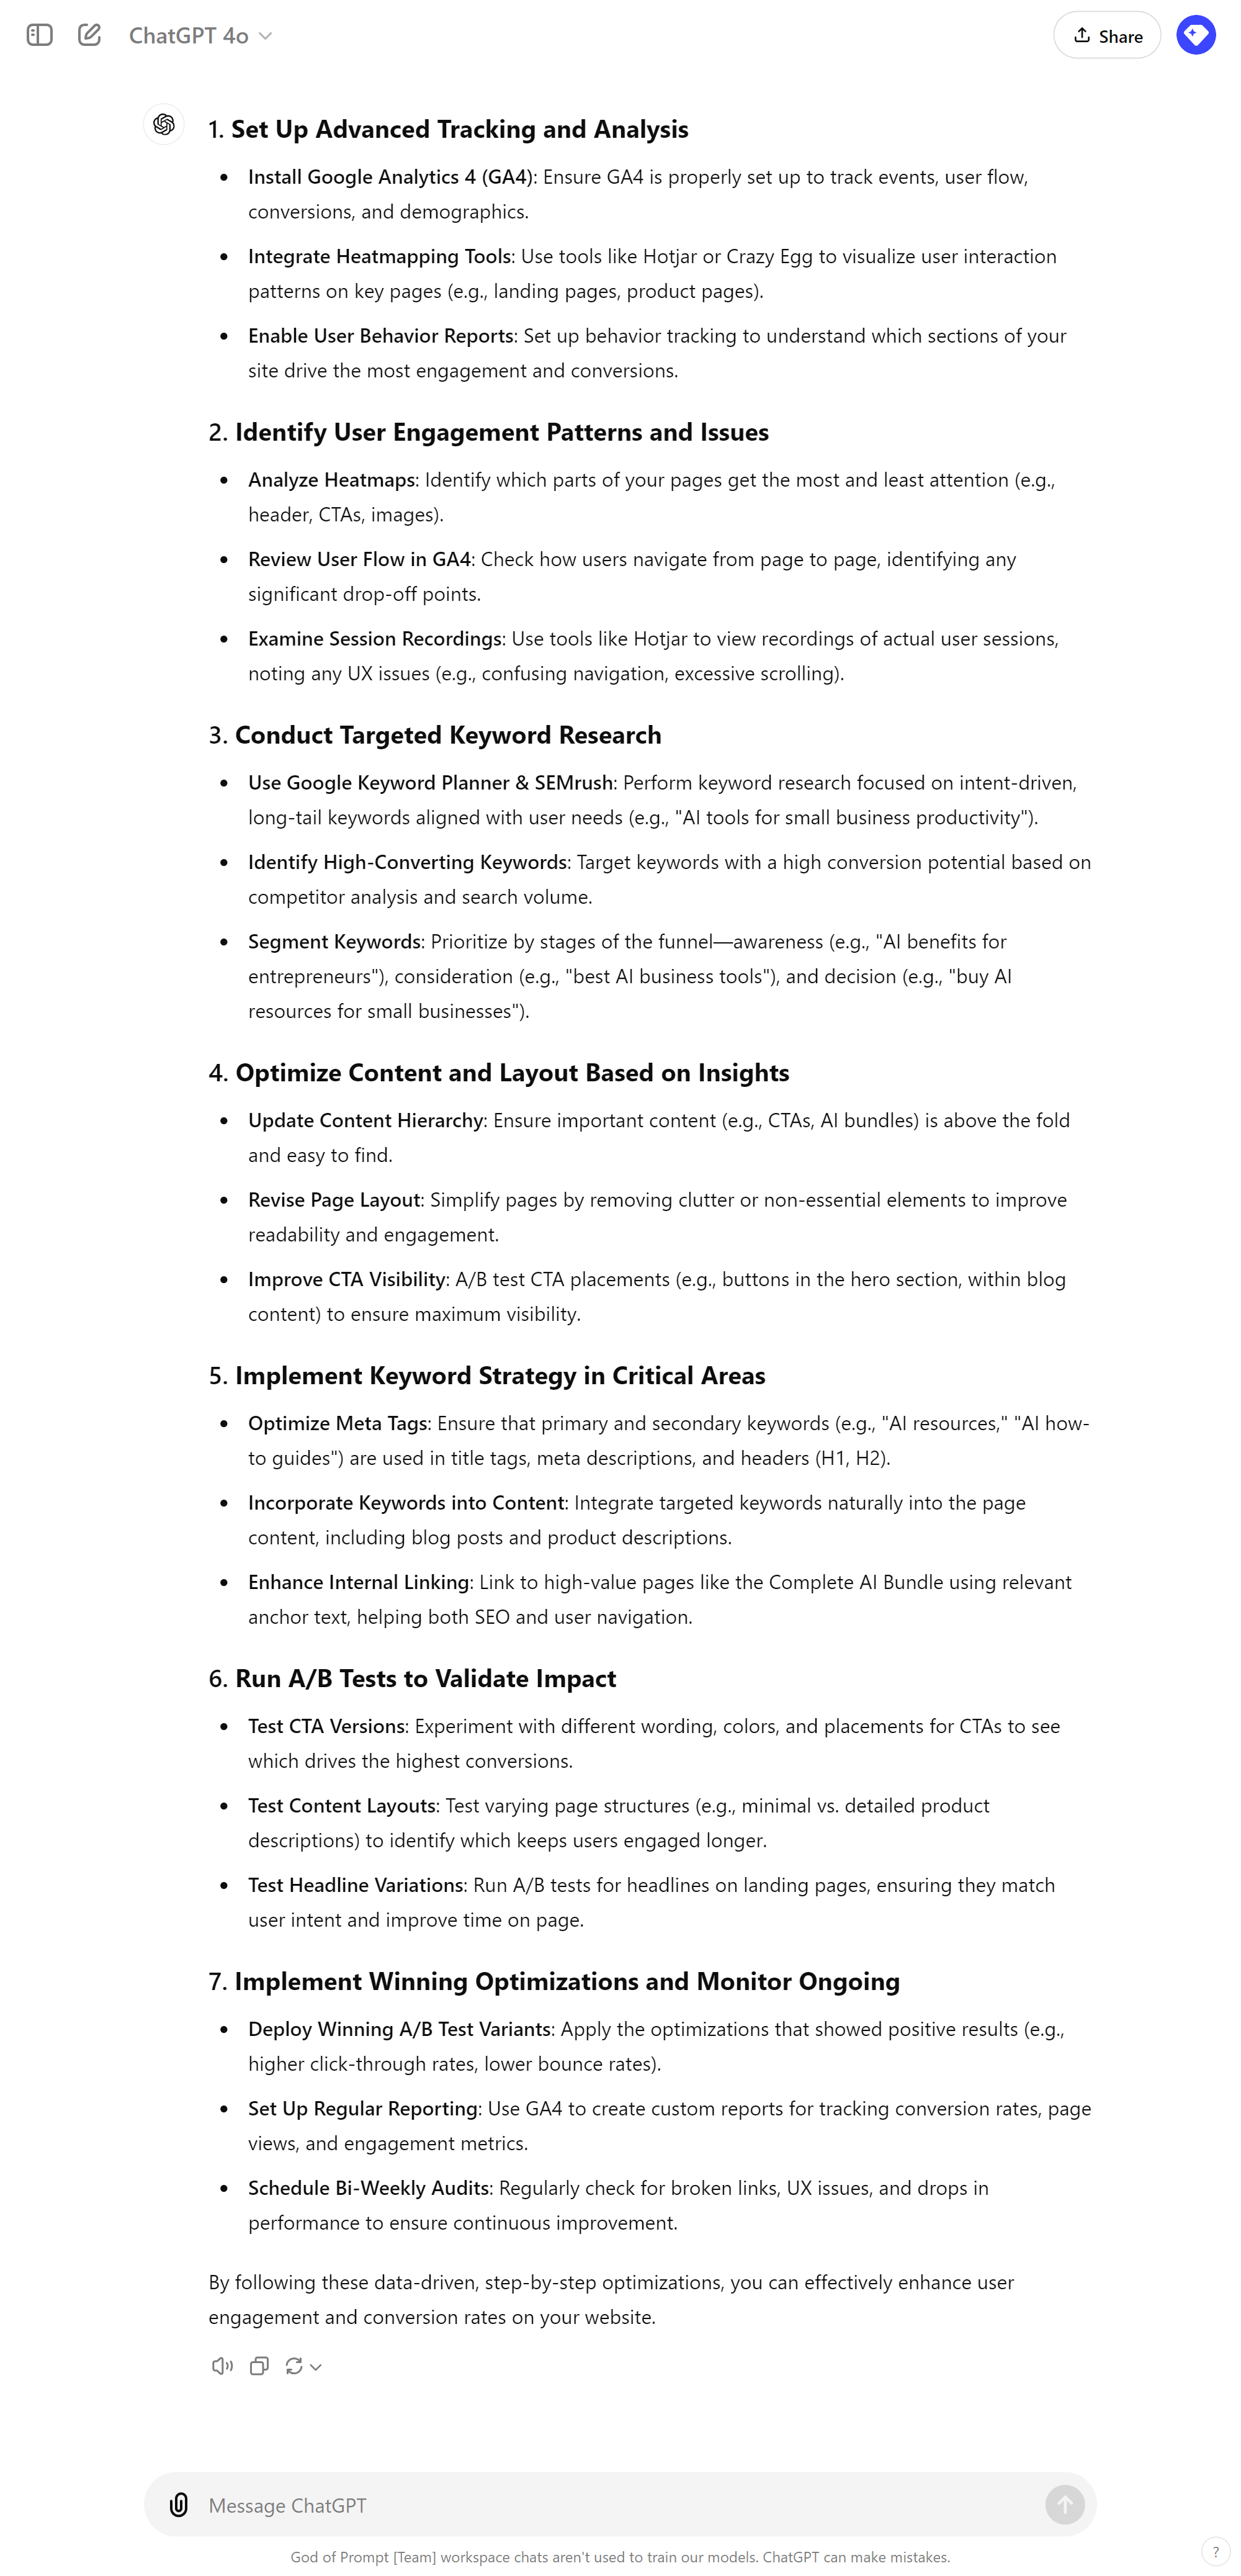 ChatGPT 4o
Share
1. Set Up Advanced Tracking and Analysis
• Install Google Analytics 4 (GA4): Ensure GA4 is properly set up to track events, user flow,
conversions, and demographics.
• Integrate Heatmapping Tools: Use tools like Hotjar or Crazy Egg to visualize user interaction
patterns on key pages (e.g., landing pages, product pages).
• Enable User Behavior Reports: Set up behavior tracking to understand which sections of your
site drive the most engagement and conversions.
2. Identify User Engagement Patterns and Issues
• Analyze Heatmaps: Identify which parts of your pages get the most and least attention (e.g.,
header, CTAs, images).
• Review User Flow in GA4: Check how users navigate from page to page, identifying any
significant drop-off points.
• Examine Session Recordings: Use tools like Hotjar to view recordings of actual user sessions,
noting any UX issues (e.g., confusing navigation, excessive scrolling).
3. Conduct Targeted Keyword Research
• Use Google Keyword Planner & SEMrush: Perform keyword research focused on intent-driven,
long-tail keywords aligned with user needs (e.g., "AI tools for small business productivity").
• Identify High-Converting Keywords: Target keywords with a high conversion potential based on
competitor analysis and search volume.
• Segment Keywords: Prioritize by stages of the funnel—awareness (e.g., "AI benefits for
entrepreneurs"), consideration (e.g., "best AI business tools"), and decision (e.g., "buy AI
resources for small businesses").
4. Optimize Content and Layout Based on Insights
• Update Content Hierarchy: Ensure important content (e.g., CTAs, AI bundles) is above the fold
and easy to find.
• Revise Page Layout: Simplify pages by removing clutter or non-essential elements to improve
readability and engagement.
• Improve CTA Visibility: A/B test CTA placements (e.g., buttons in the hero section, within blog
content) to ensure maximum visibility.
5. Implement Keyword Strategy in Critical Areas
• Optimize Meta Tags: Ensure that primary and secondary keywords (e.g., "AI resources," "AI how-
to guides") are used in title tags, meta descriptions, and headers (H1, H2).
• Incorporate Keywords into Content: Integrate targeted keywords naturally into the page
content, including blog posts and product descriptions.
• Enhance Internal Linking: Link to high-value pages like the Complete AI Bundle using relevant
anchor text, helping both SEO and user navigation.
6. Run A/B Tests to Validate Impact
• Test CTA Versions: Experiment with different wording, colors, and placements for CTAs to see
which drives the highest conversions.
• Test Content Layouts: Test varying page structures (e.g., minimal vs. detailed product
descriptions) to identify which keeps users engaged longer.
• Test Headline Variations: Run A/B tests for headlines on landing pages, ensuring they match
user intent and improve time on page.
7. Implement Winning Optimizations and Monitor Ongoing
• Deploy Winning A/B Test Variants: Apply the optimizations that showed positive results (e.g.,
higher click-through rates, lower bounce rates).
• Set Up Regular Reporting: Use GA4 to create custom reports for tracking conversion rates, page
views, and engagement metrics.
• Schedule Bi-Weekly Audits: Regularly check for broken links, UX issues, and drops in
performance to ensure continuous improvement.
By following these data-driven, step-by-step optimizations, you can effectively enhance user
engagement and conversion rates on your website.
Message ChatGPT
God of Prompt [Team] workspace chats aren't used to train our models. ChatGPT can make mistakes.
?